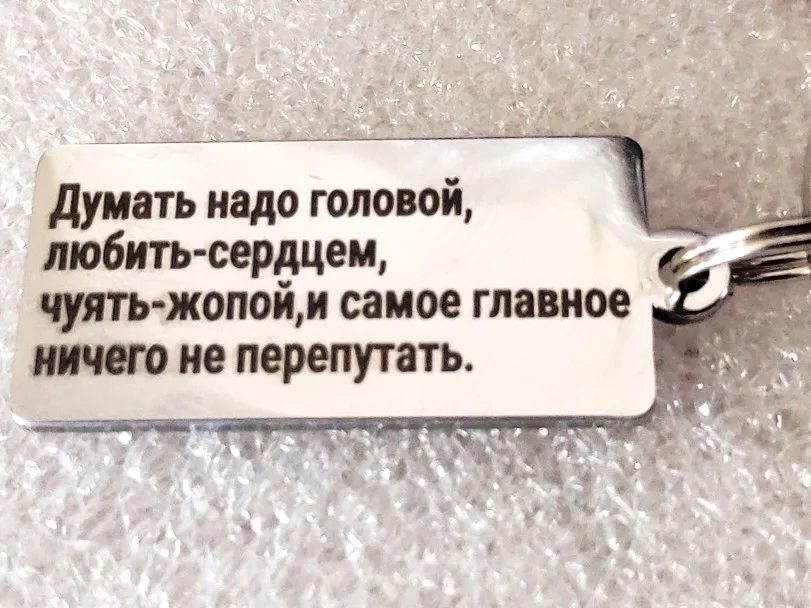 Думать надо головой,
любить-сердцем,
чуять-жопой,и самое главное
ничего не перепутать.